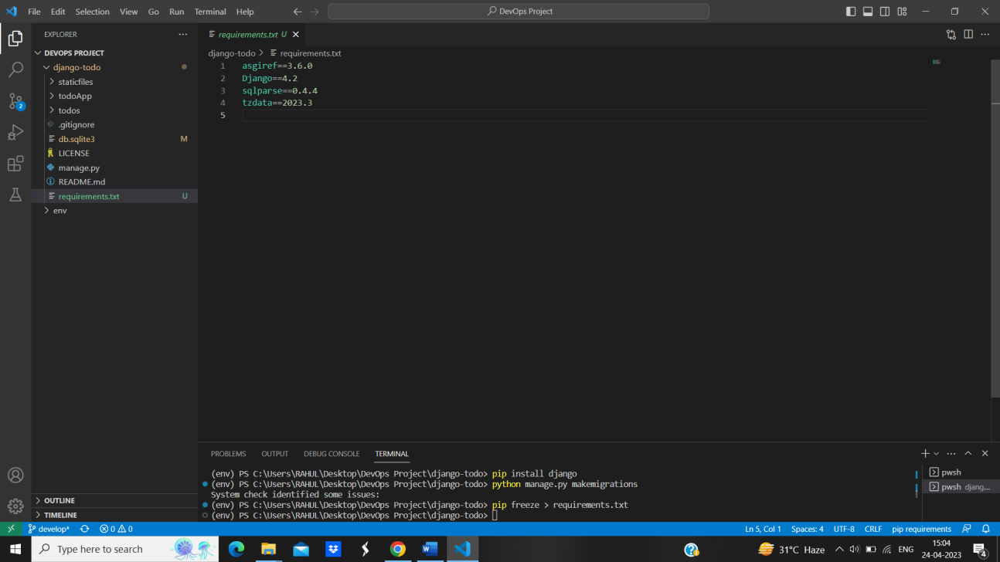 File Edit Selection View Go Run Terminal Help
DevOps Project
EXPLORER
DEVOPS PROJECT
django-todo
staticfiles
todoApp
todos
.gitignore
db.sqlite3 M
LICENSE
manage.py
README.md
requirements.txt U
env
OUTLINE
TIMELINE
2
requirements.txt U
django-todo > requirements.txt
1 asgiref==3.6.0
2 Django==4.2
3 sqlparse==0.4.4
4 tzdata==2023.3
5
PROBLEMS OUTPUT DEBUG CONSOLE TERMINAL
(env) PS C:\Users\RAHUL\Desktop\DevOps Project\django-todo> pip install django
(env) PS C:\Users\RAHUL\Desktop\DevOps Project\django-todo> python manage.py makemigrations
System check identified some issues:
(env) PS C:\Users\RAHUL\Desktop\DevOps Project\django-todo> pip freeze > requirements.txt
(env) PS C:\Users\RAHUL\Desktop\DevOps Project\django-todo>
pwsh
pwsh djang...
develop* 0 0 Ln 5, Col 1 Spaces: 4 UTF-8 CRLF pip requirements
Type here to search
31°C Haze
ENG
15:04
24-04-2023
4